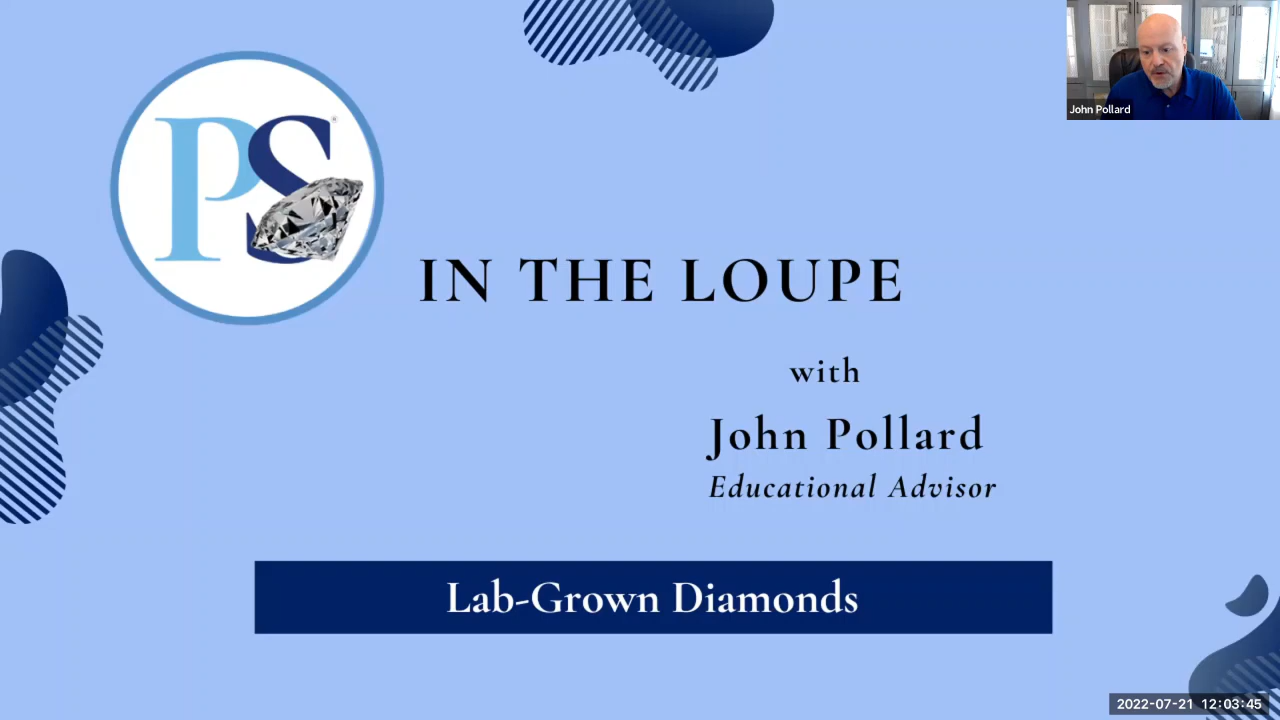 PS®
IN THE LOUPE
with
John Pollard
Educational Advisor
Lab-Grown Diamonds
John Pollard
2022-07-21 12:03:45